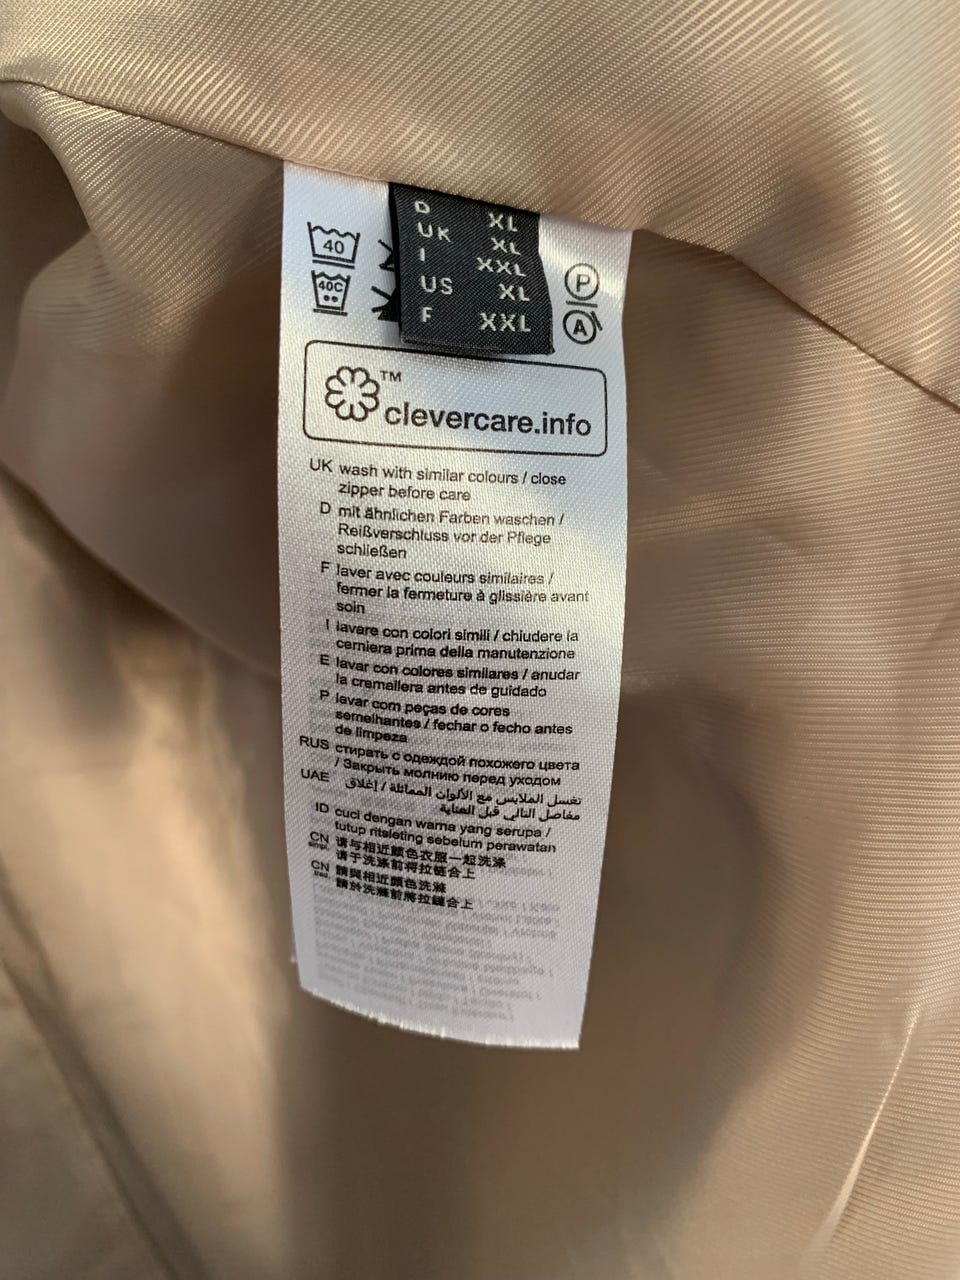 D XL
UK XL
I XXL
US XL
F XXL
40
40C
P
A
™
clevercare.info
UK wash with similar colours / close
zipper before care
D mit ähnlichen Farben waschen /
Reißverschluss vor der Pflege
schließen
F laver avec couleurs similaires /
fermer la fermeture à glissière avant
soin
I lavare con colori simili / chiudere la
cerniera prima della manutenzione
E lavar con colores similares / anudar
la cremallera antes de guidado
P lavar com peças de cores
semelhantes / fechar o fecho antes
de limpeza
RUS стирать с одеждой похожего цвета
/ Закрыть молнию перед уходом
UAE تغسل الملابس مع الألوان المماثلة / إغلاق
مفاصل التالي قبل العناية
ID cuci dengan warna yang serupa /
tutup ritsleting sebelum perawatan
CN 请与相近颜色衣服一起洗涤
请于洗涤前将拉链合上
CN 請與相近顏色洗滌
請於洗滌前將拉鏈合上